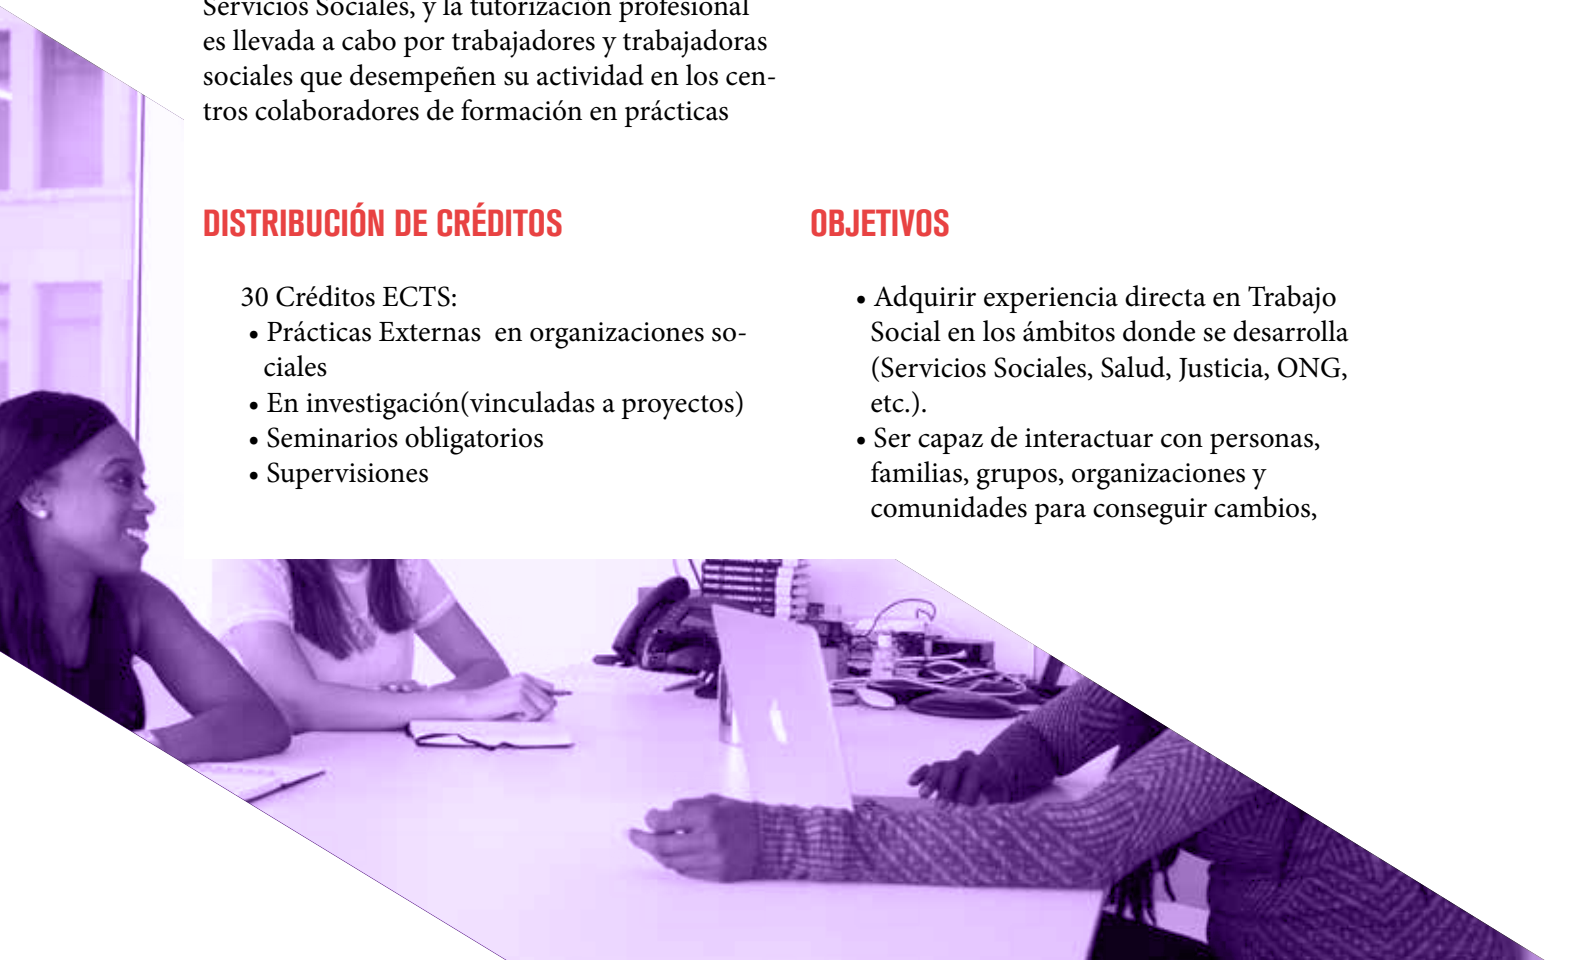 Servicios Sociales, y la tutorización profesional
es llevada a cabo por trabajadores y trabajadoras
sociales que desempeñen su actividad en los cen-
tros colaboradores de formación en prácticas
DISTRIBUCIÓN DE CRÉDITOS
30 Créditos ECTS:
• Prácticas Externas  en organizaciones so-
ciales
• En investigación(vinculadas a proyectos)
• Seminarios obligatorios
• Supervisiones
OBJETIVOS
• Adquirir experiencia directa en Trabajo
Social en los ámbitos donde se desarrolla
(Servicios Sociales, Salud, Justicia, ONG,
etc.).
• Ser capaz de interactuar con personas,
familias, grupos, organizaciones y
comunidades para conseguir cambios,